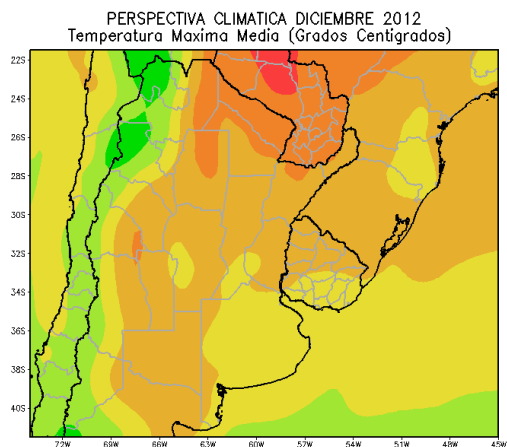 PERSPECTIVA CLIMATICA DICIEMBRE 2012
Temperatura Maxima Media (Grados Centigrados)
22S
24S
26S
28S
30S
32S
34S
36S
38S
40S
72W 69W 66W 63W 60W 57W 54W 51W 48W 45W